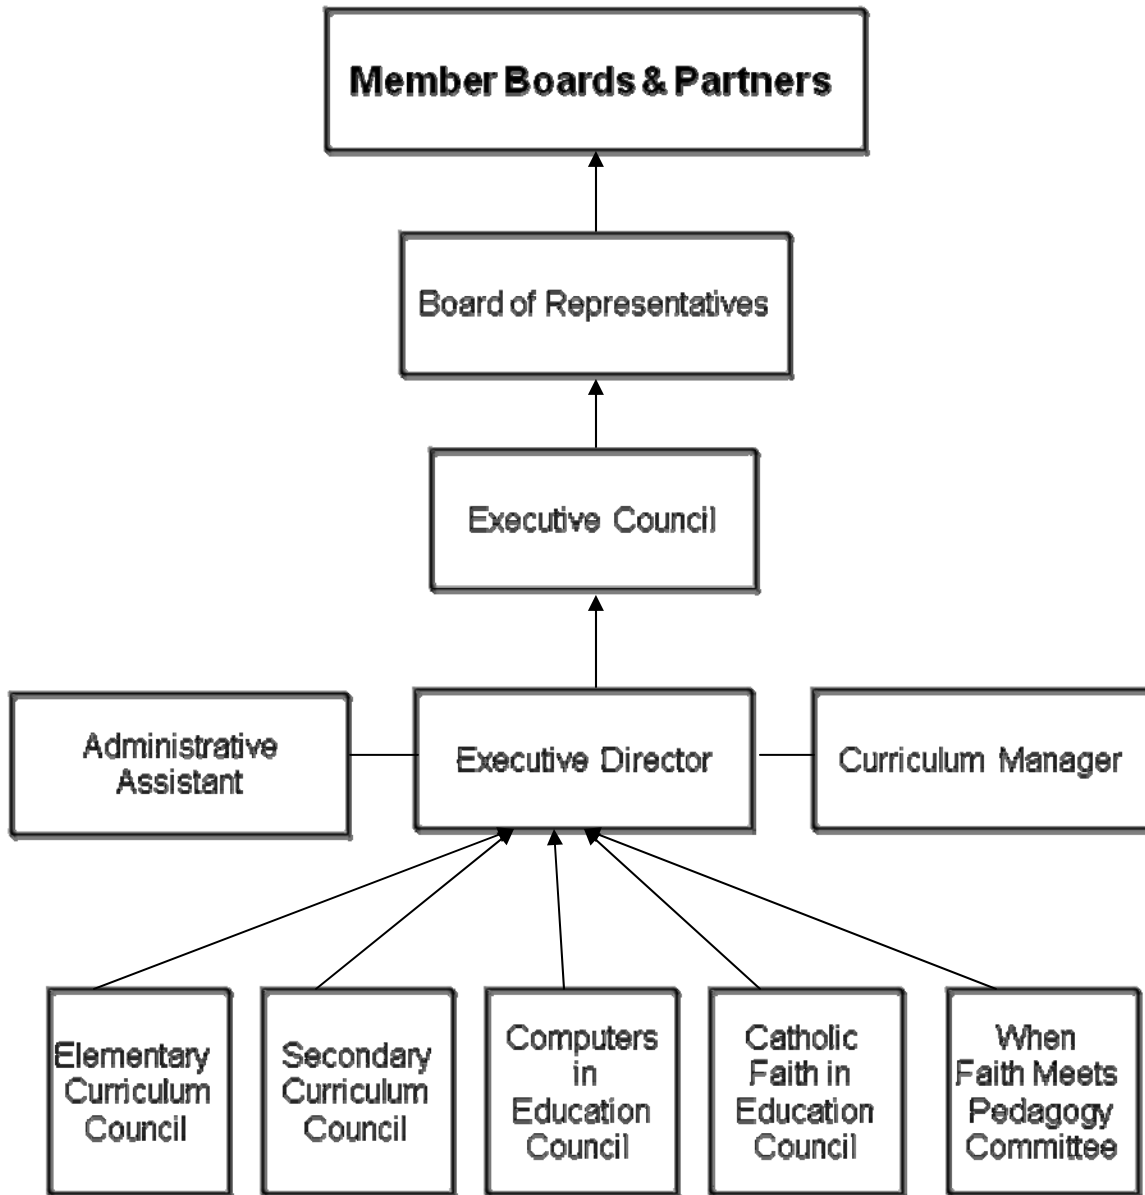 Member Boards & Partners
Board of Representatives
Executive Council
Administrative
Assistant
Executive Director
Curriculum Manager
Elementary
Curriculum
Council
Secondary
Curriculum
Council
Computers
in
Education
Council
Catholic
Faith in
Education
Council
When
Faith Meets
Pedagogy
Committee